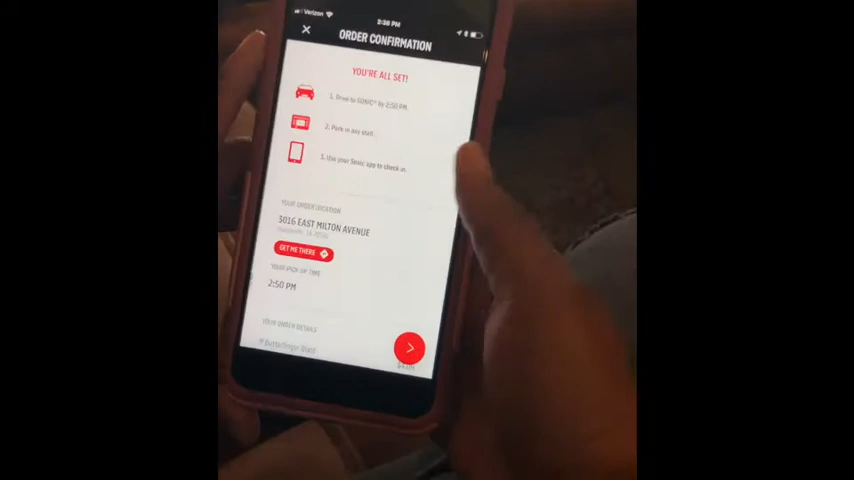 Verizon
2:38 PM
ORDER CONFIRMATION
YOU'RE ALL SET!
1. Drive to SONIC® by 2:50 PM.
2. Park in any stall.
3. Use your Sonic app to check in.
YOUR ORDER LOCATION
3016 EAST MILTON AVENUE
GET ME THERE
YOUR PICK UP TIME
2:50 PM
YOUR ORDER DETAILS
Butterfinger Blast